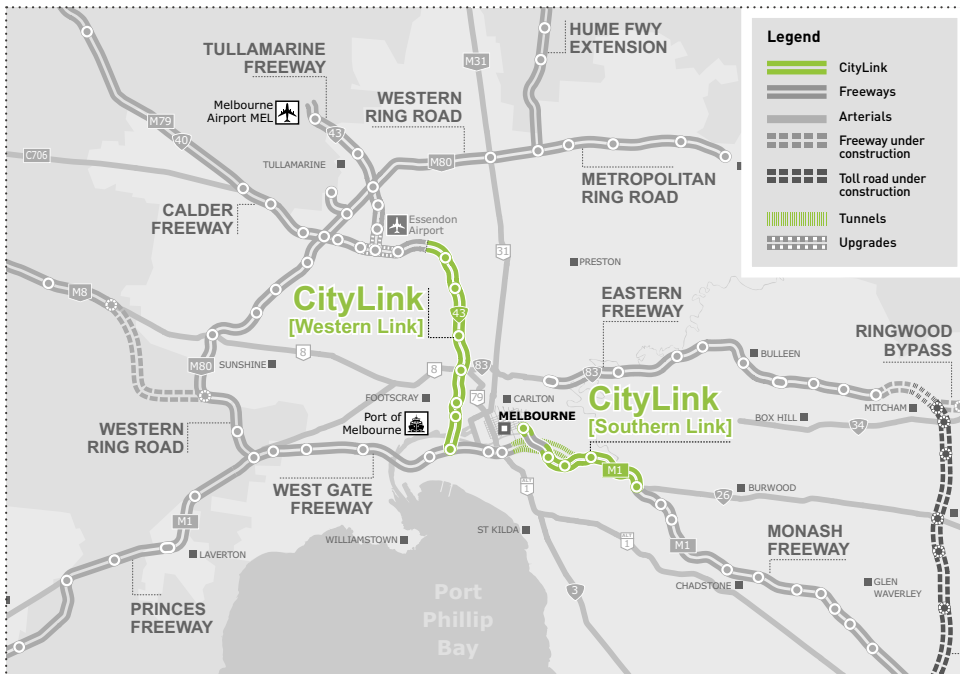 HUME FWY
EXTENSION
TULLAMARINE
FREEWAY
M31
Legend
CityLink
Freeways
Arterials
Freeway under
construction
Toll road under
construction
Tunnels
Upgrades
Melbourne
Airport MEL
WESTERN
RING ROAD
M79
40
43
C706
TULLAMARINE
M80
METROPOLITAN
RING ROAD
CALDER
FREEWAY
Essendon
Airport
31
PRESTON
M8
CityLink
[Western Link]
43
EASTERN
FREEWAY
RINGWOOD
BYPASS
8
83
BULLEEN
SUNSHINE
M80
8
83
FOOTSCRAY
79
CARLTON
CityLink
[Southern Link]
MITCHAM
Port of
Melbourne
MELBOURNE
BOX HILL
34
WESTERN
RING ROAD
M1
WEST GATE
FREEWAY
ALT
1
26
BURWOOD
M1
WILLIAMSTOWN
ST KILDA
ALT
1
M1
MONASH
FREEWAY
LAVERTON
CHADSTONE
GLEN
WAVERLEY
PRINCES
FREEWAY
3
Port
Phillip
Bay